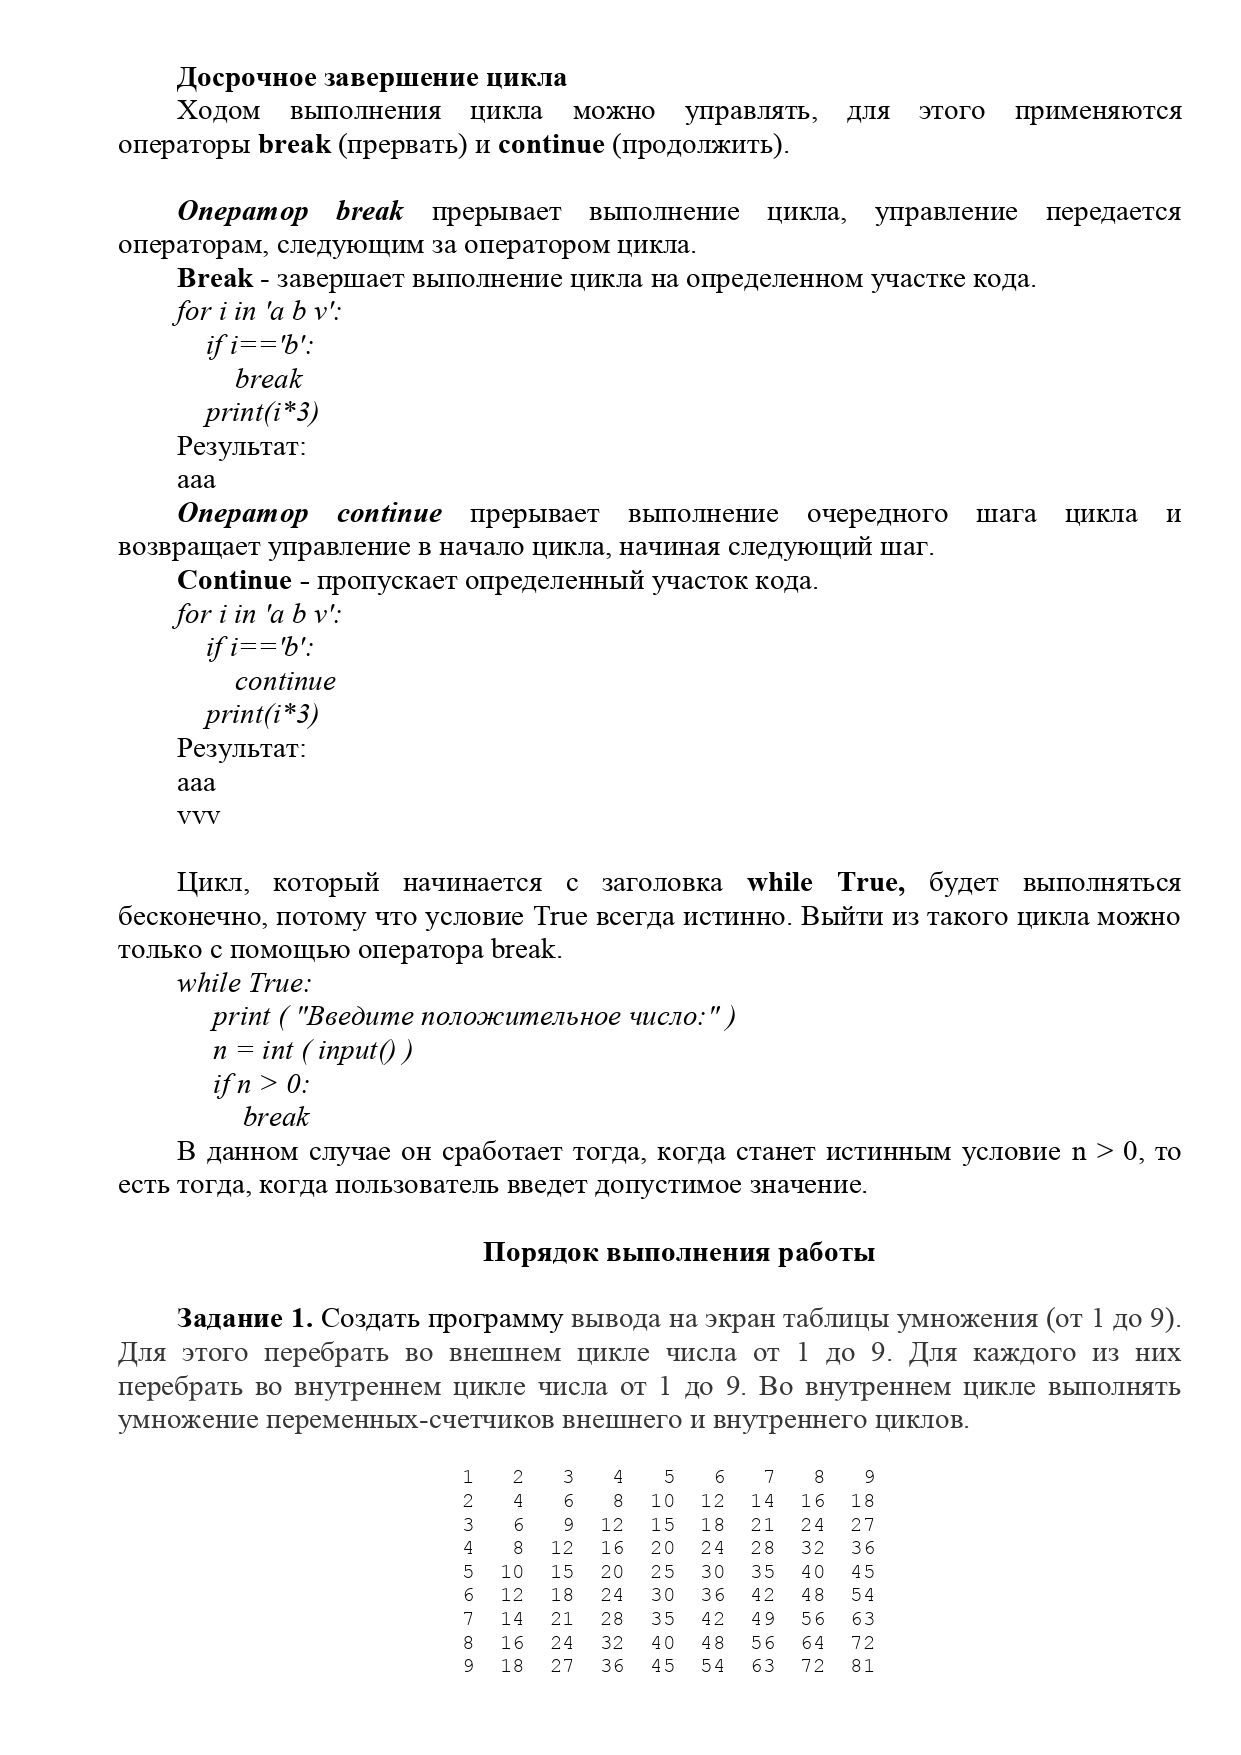 Досрочное завершение цикла
Ходом выполнения цикла можно управлять, для этого применяются
операторы break (прервать) и continue (продолжить).
Оператор break прерывает выполнение цикла, управление передается
операторам, следующим за оператором цикла.
Break - завершает выполнение цикла на определенном участке кода.
for i in 'a b v':
if i=='b':
break
print(i*3)
Результат:
aaa
Оператор continue прерывает выполнение очередного шага цикла и
возвращает управление в начало цикла, начиная следующий шаг.
Continue - пропускает определенный участок кода.
for i in 'a b v':
if i=='b':
continue
print(i*3)
Результат:
aaa
vvv
Цикл, который начинается с заголовка while True, будет выполняться
бесконечно, потому что условие True всегда истинно. Выйти из такого цикла можно
только с помощью оператора break.
while True:
print ( "Введите положительное число:" )
n = int ( input() )
if n > 0:
break
В данном случае он сработает тогда, когда станет истинным условие n > 0, то
есть тогда, когда пользователь введет допустимое значение.
Порядок выполнения работы
Задание 1. Создать программу вывода на экран таблицы умножения (от 1 до 9).
Для этого перебрать во внешнем цикле числа от 1 до 9. Для каждого из них
перебрать во внутреннем цикле числа от 1 до 9. Во внутреннем цикле выполнять
умножение переменных-счетчиков внешнего и внутреннего циклов.
1 2 3 4 5 6 7 8 9
2 4 6 8 10 12 14 16 18
3 6 9 12 15 18 21 24 27
4 8 12 16 20 24 28 32 36
5 10 15 20 25 30 35 40 45
6 12 18 24 30 36 42 48 54
7 14 21 28 35 42 49 56 63
8 16 24 32 40 48 56 64 72
9 18 27 36 45 54 63 72 81